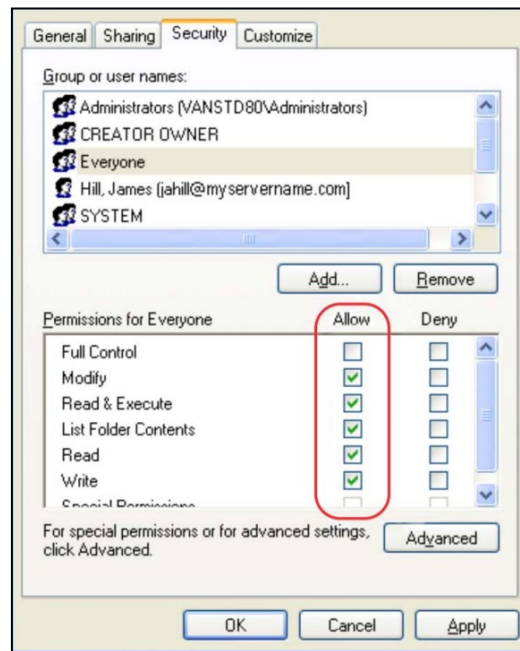 General Sharing Security Customize
Group or user names:
Administrators (VANSTD80\Administrators)
CREATOR OWNER
Everyone
Hill, James [jahill@myservername.com]
SYSTEM
Add... Remove
Permissions for Everyone Allow Deny
Full Control
Modify
Read & Execute
List Folder Contents
Read
Write
Special Permissions
For special permissions or for advanced settings,
click Advanced.
Advanced
OK Cancel Apply